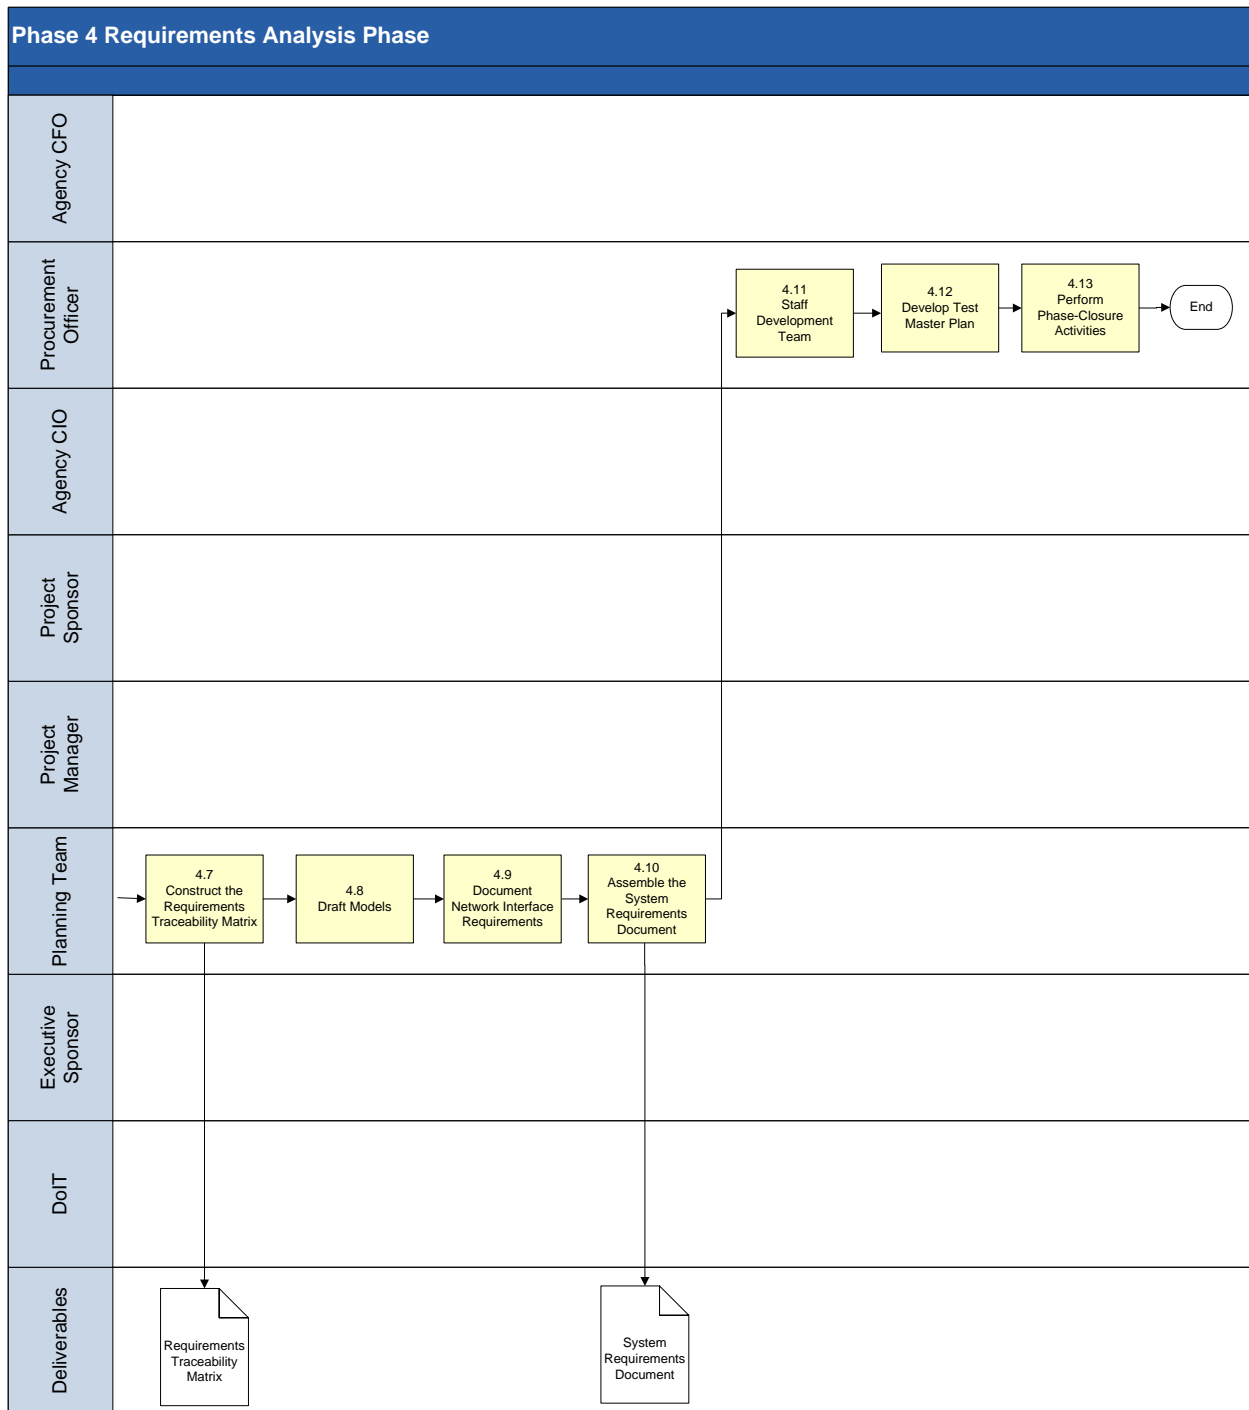 Phase 4 Requirements Analysis Phase
Agency CFO
Procurement
Officer
4.11
Staff
Development
Team
4.12
Develop Test
Master Plan
4.13
Perform
Phase-Closure
Activities
End
Agency CIO
Project
Sponsor
Project
Manager
Planning Team
4.7
Construct the
Requirements
Traceability Matrix
4.8
Draft Models
4.9
Document
Network Interface
Requirements
4.10
Assemble the
System
Requirements
Document
Executive
Sponsor
DoIT
Deliverables
Requirements
Traceability
Matrix
System
Requirements
Document